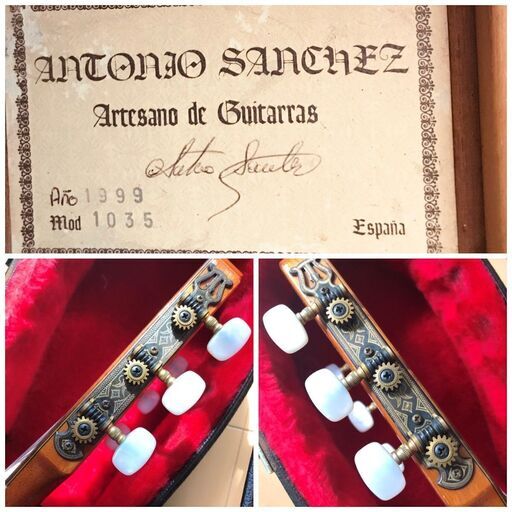 ANTONIO SANCHEZ
Artesano de Guitarras
Año 1999
Mod 1035
España